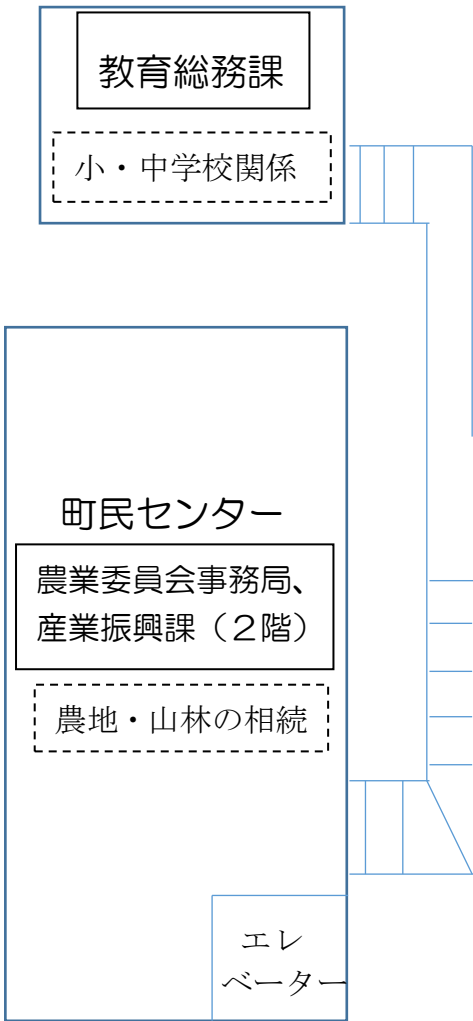 教育総務課
小・中学校関係
町民センター
農業委員会事務局、
産業振興課（２階）
農地・山林の相続
エレ
ベーター